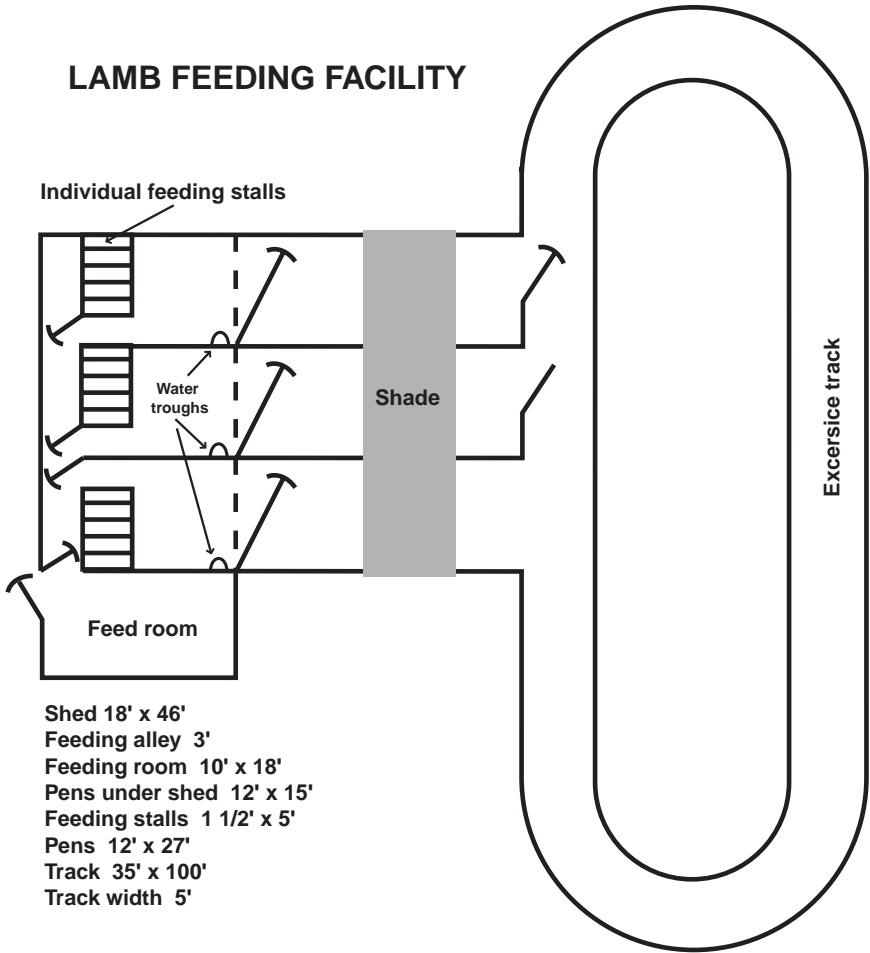 LAMB FEEDING FACILITY
Individual feeding stalls
Water
troughs
Shade
Excersice track
Feed room
Shed 18' x 46'
Feeding alley  3'
Feeding room  10' x 18'
Pens under shed  12' x 15'
Feeding stalls  1 1/2' x 5'
Pens  12' x 27'
Track  35' x 100'
Track width  5'